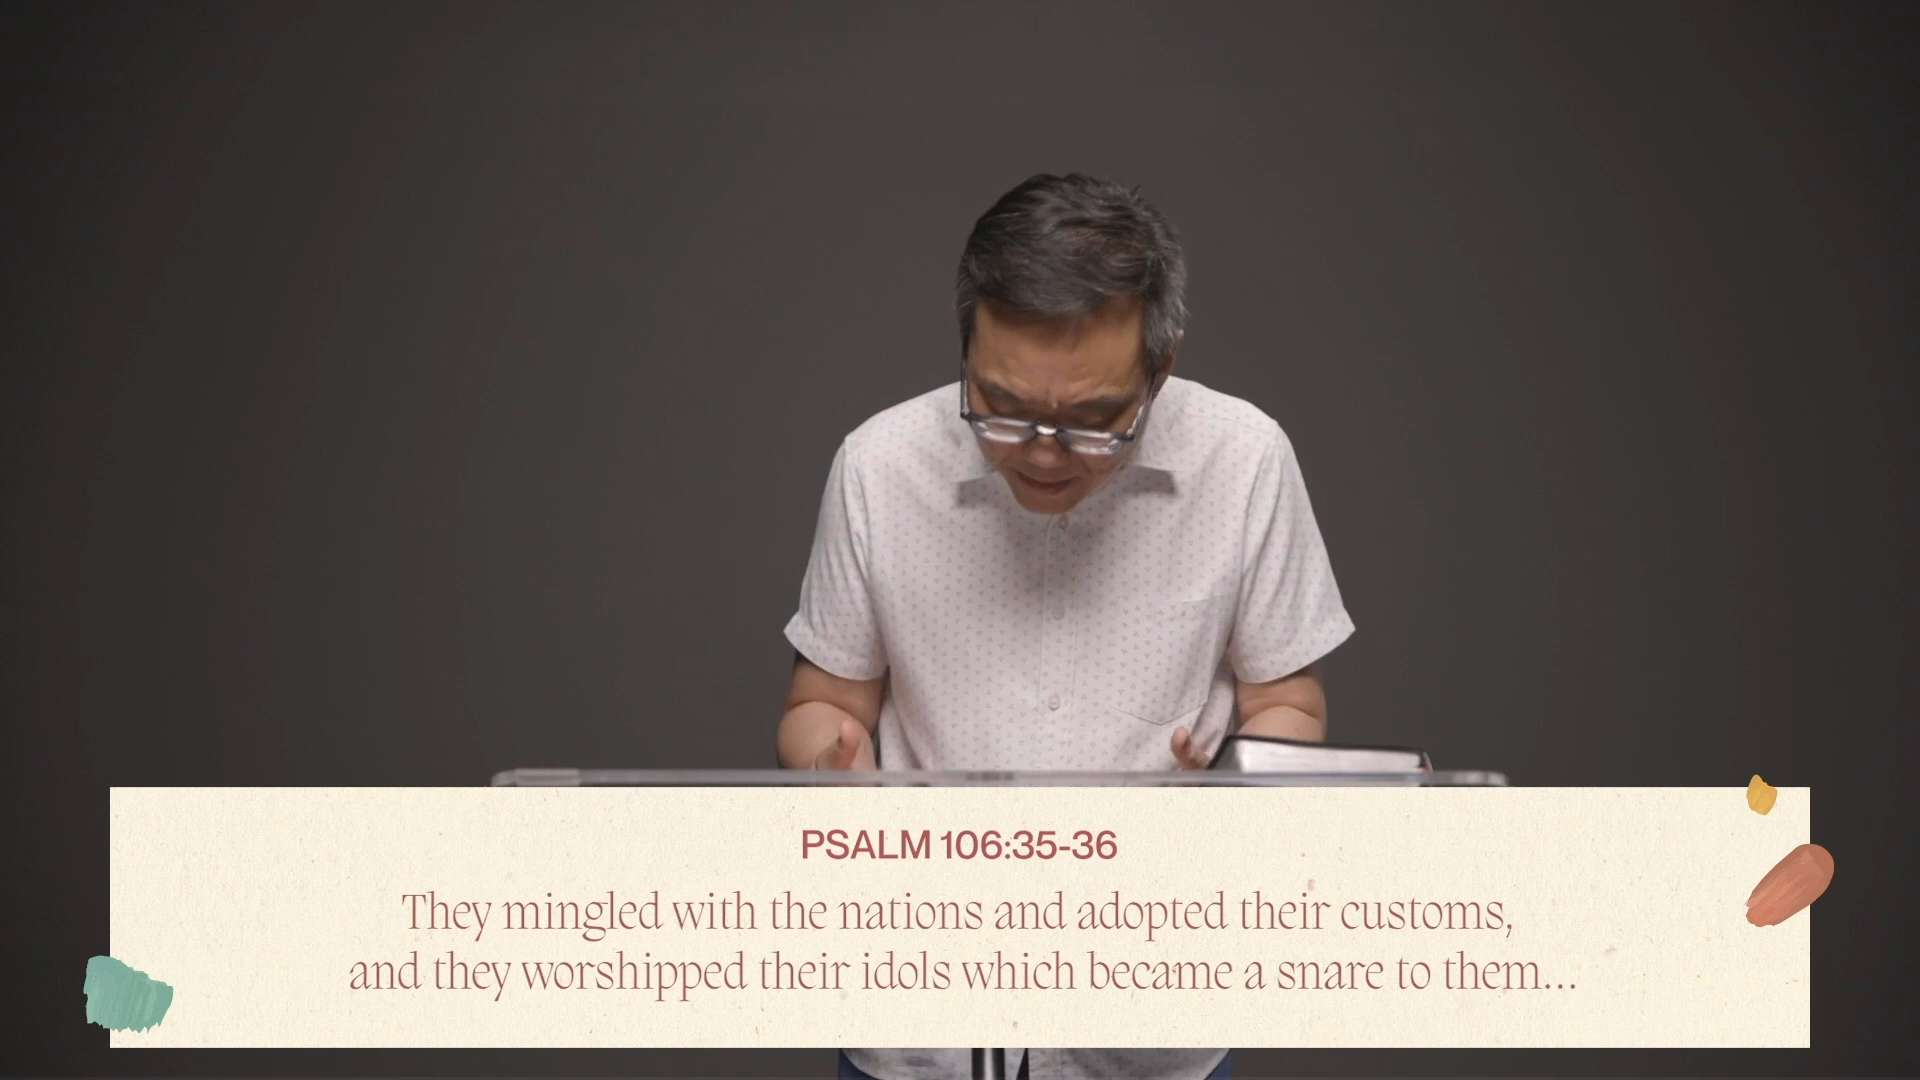 PSALM 106:35-36
They mingled with the nations and adopted their customs,
and they worshipped their idols which became a snare to them...